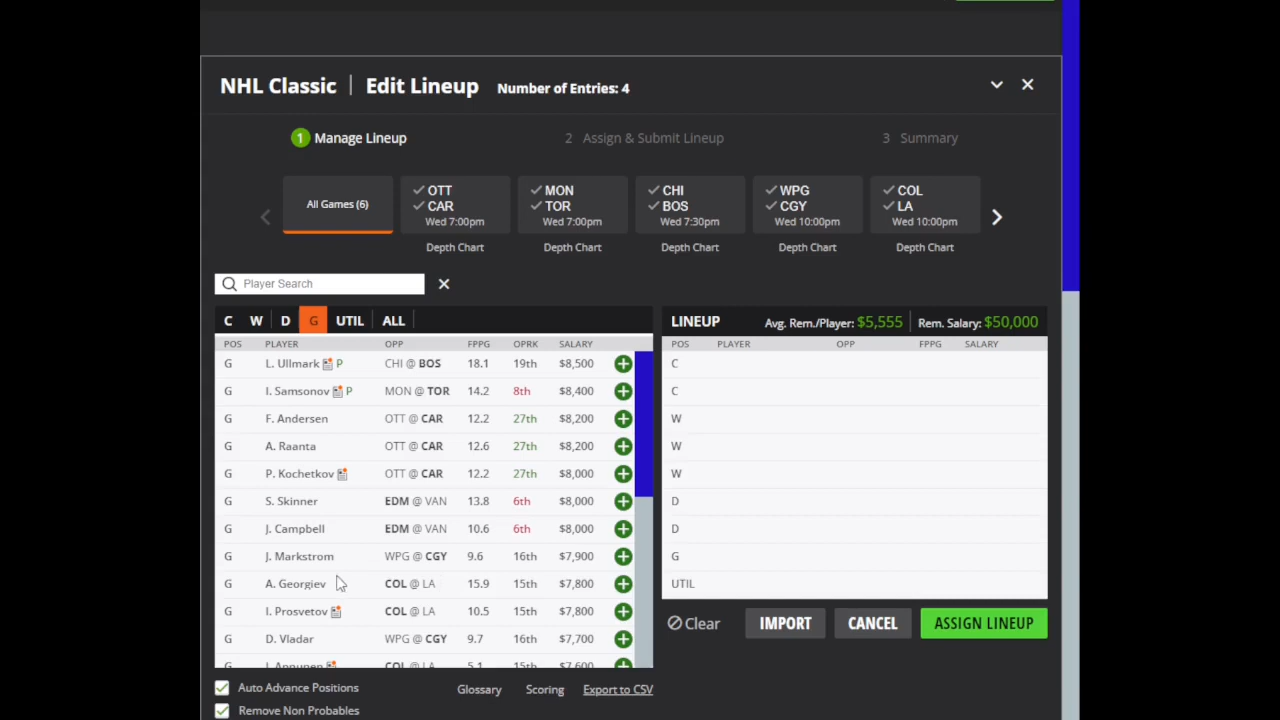 NHL Classic | Edit Lineup Number of Entries: 4
1 Manage Lineup 2 Assign & Submit Lineup 3 Summary
All Games (6)
OTT
CAR
Wed 7:00pm
Depth Chart
MON
TOR
Wed 7:00pm
Depth Chart
CHI
BOS
Wed 7:30pm
Depth Chart
WPG
CGY
Wed 10:00pm
Depth Chart
COL
LA
Wed 10:00pm
Depth Chart
Player Search
C W D G UTIL ALL
POS PLAYER OPP FPPG OPRK SALARY
G L. Ullmark P CHI @ BOS 18.1 19th $8,500
G I. Samsonov P MON @ TOR 14.2 8th $8,400
G F. Andersen OTT @ CAR 12.2 27th $8,200
G A. Raanta OTT @ CAR 12.6 27th $8,200
G P. Kochetkov OTT @ CAR 12.2 27th $8,000
G S. Skinner EDM @ VAN 13.8 6th $8,000
G J. Campbell EDM @ VAN 10.6 6th $8,000
G J. Markstrom WPG @ CGY 9.6 16th $7,900
G A. Georgiev COL @ LA 15.9 15th $7,800
G I. Prosvetov COL @ LA 10.5 15th $7,800
G D. Vladar WPG @ CGY 9.7 16th $7,700
G COL @ LA 5.1 15th $7,600
Auto Advance Positions Glossary Scoring Export to CSV
Remove Non Probables
LINEUP Avg. Rem./Player: $5,555 Rem. Salary: $50,000
POS PLAYER OPP FPPG SALARY
C
C
W
W
W
D
D
G
UTIL
Clear IMPORT CANCEL ASSIGN LINEUP